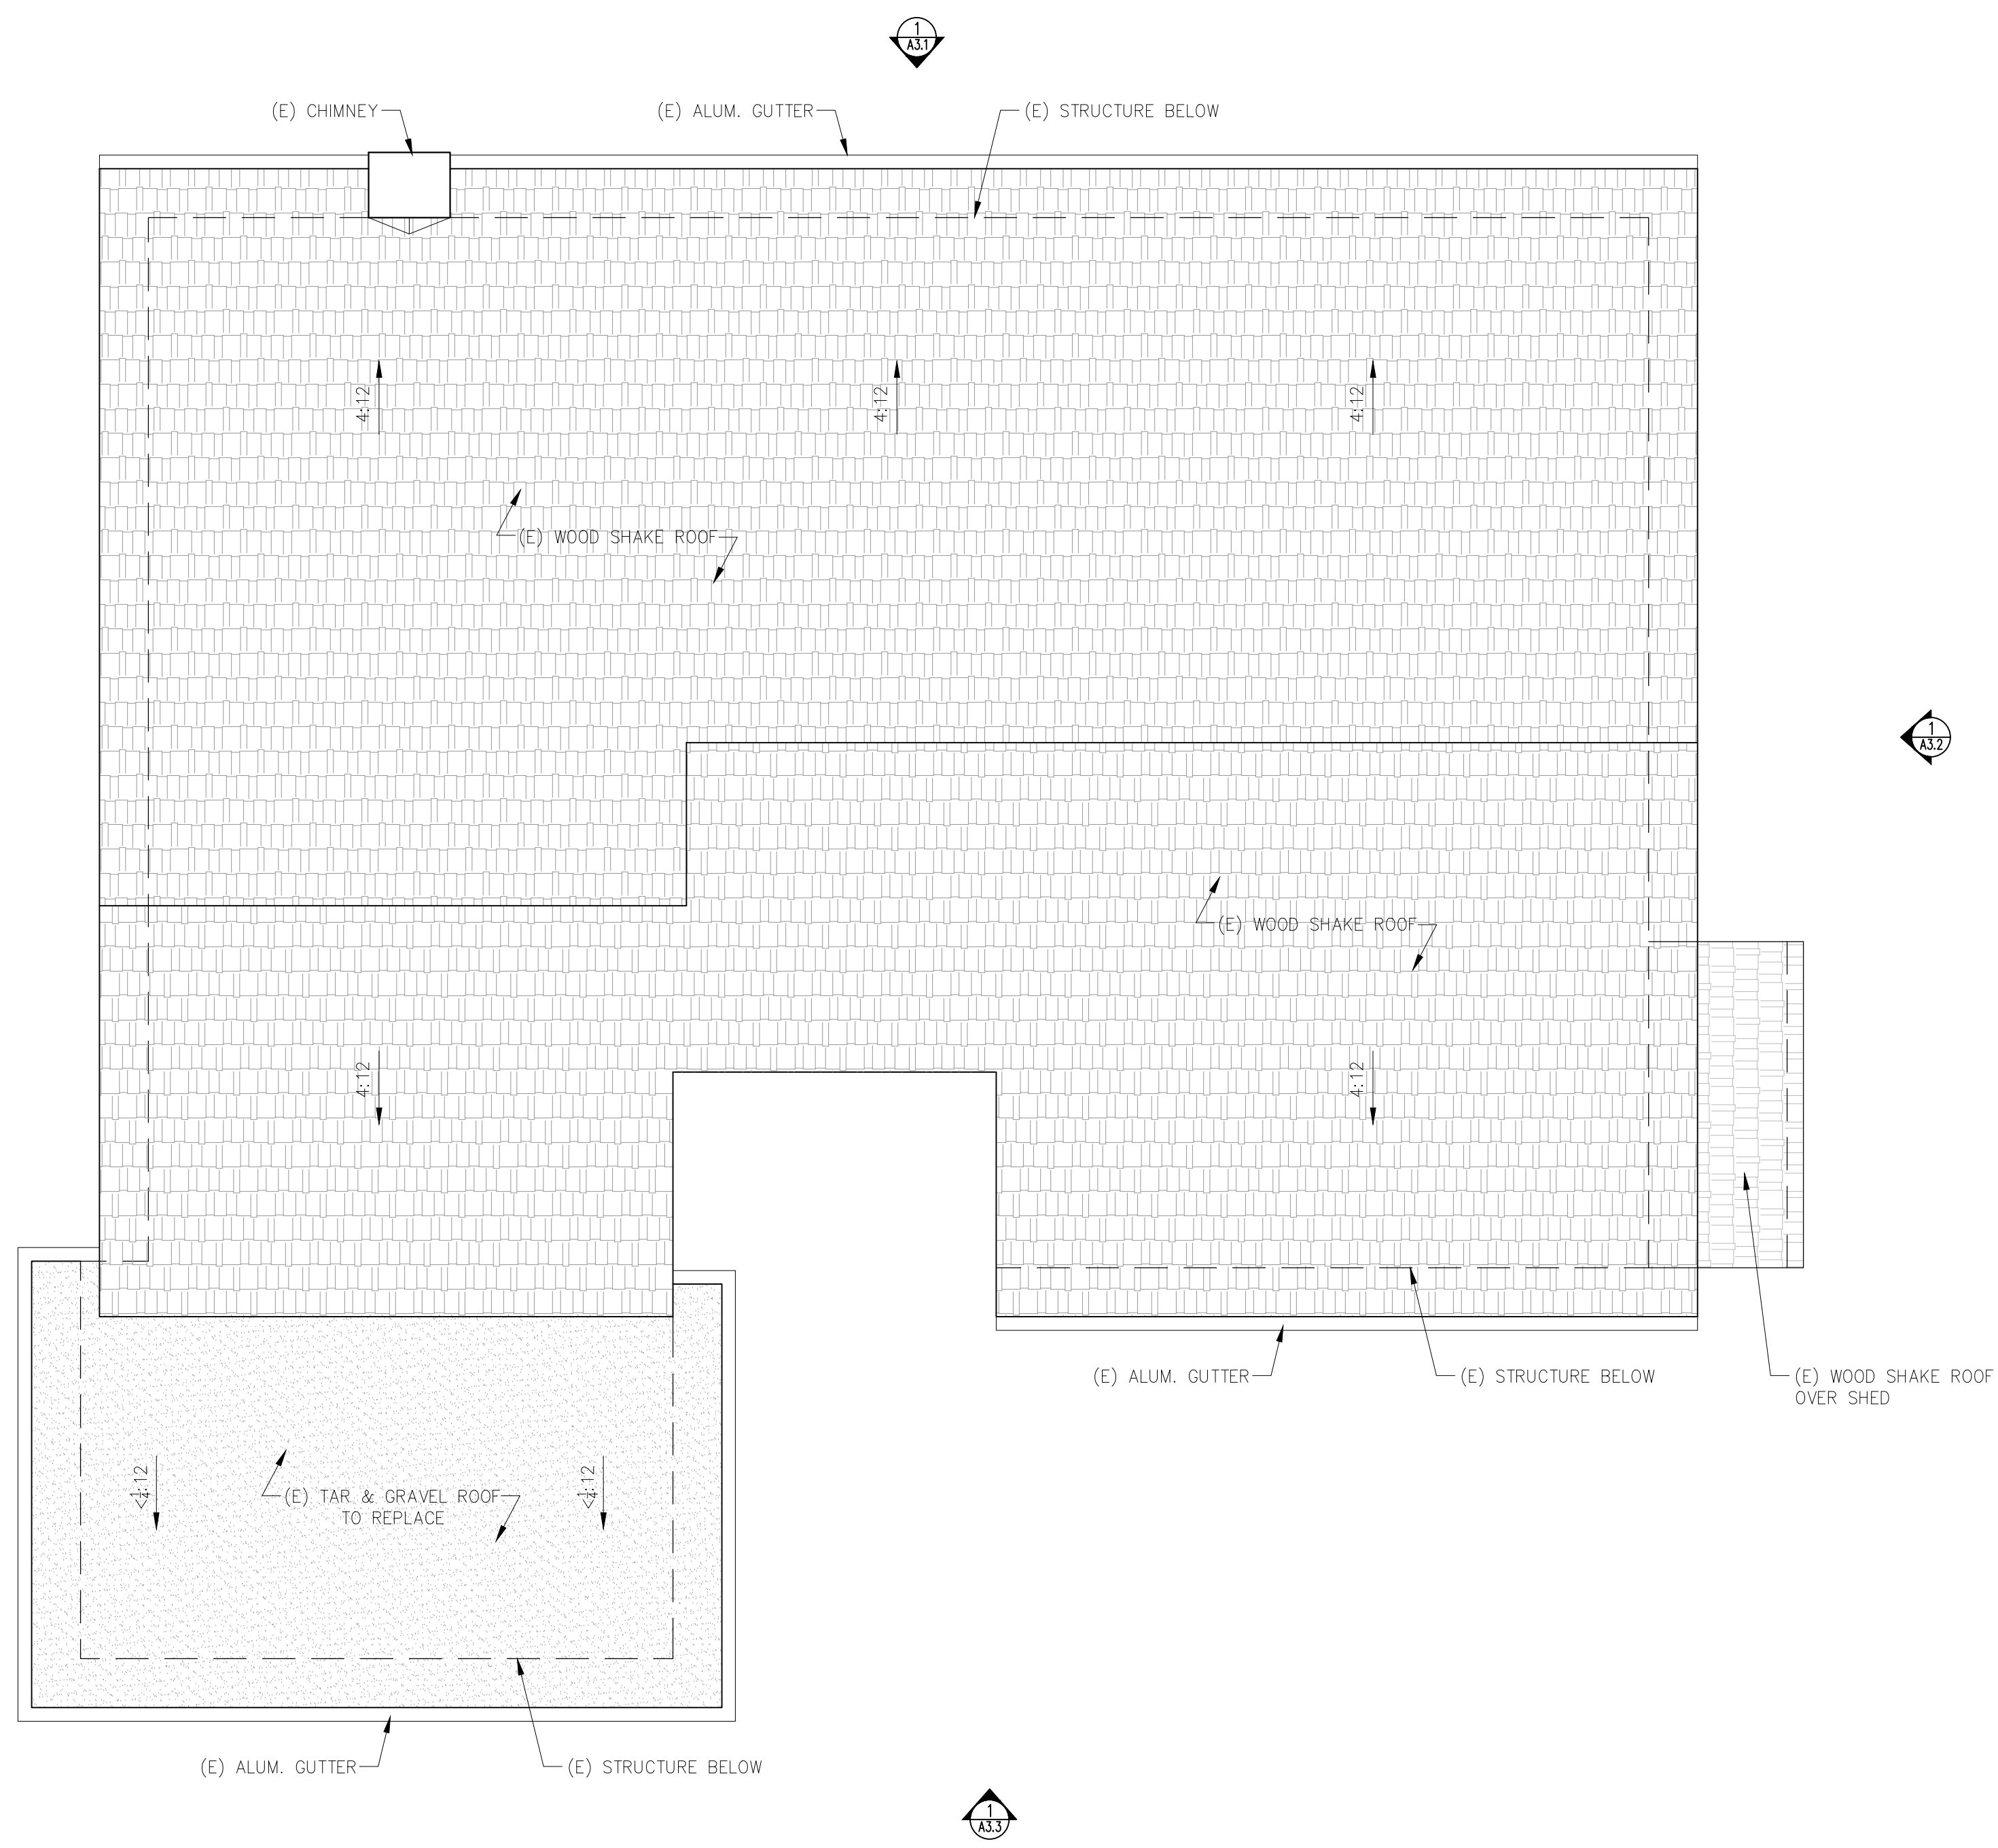 1
A3.1
(E) CHIMNEY
(E) ALUM. GUTTER
(E) STRUCTURE BELOW
4:12
4:12
4:12
(E) WOOD SHAKE ROOF
1
A3.2
(E) WOOD SHAKE ROOF
4:12
4:12
(E) ALUM. GUTTER
(E) STRUCTURE BELOW
(E) WOOD SHAKE ROOF
OVER SHED
<1/4:12
<1/4:12
(E) TAR & GRAVEL ROOF
TO REPLACE
(E) ALUM. GUTTER
(E) STRUCTURE BELOW
1
A3.3